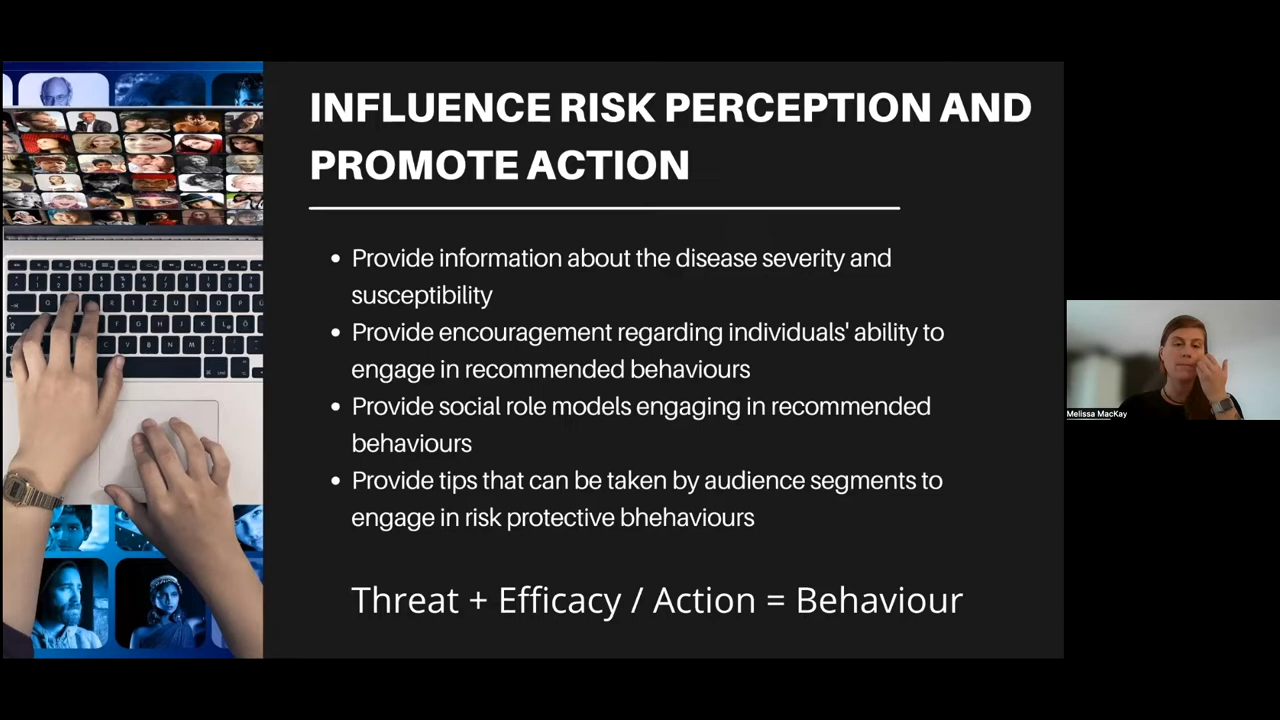 INFLUENCE RISK PERCEPTION AND
PROMOTE ACTION
• Provide information about the disease severity and
susceptibility
• Provide encouragement regarding individuals' ability to
engage in recommended behaviours
• Provide social role models engaging in recommended
behaviours
• Provide tips that can be taken by audience segments to
engage in risk protective bhehaviours
Threat + Efficacy / Action = Behaviour
Melissa MacKay